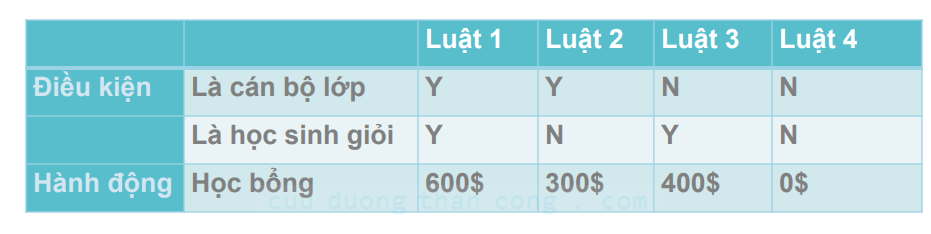 Luật 1 Luật 2 Luật 3 Luật 4
Điều kiện Là cán bộ lớp Y Y N N
Là học sinh giỏi Y N Y N
Hành động Học bổng 600$ 300$ 400$ 0$
cuu duong than cong . com